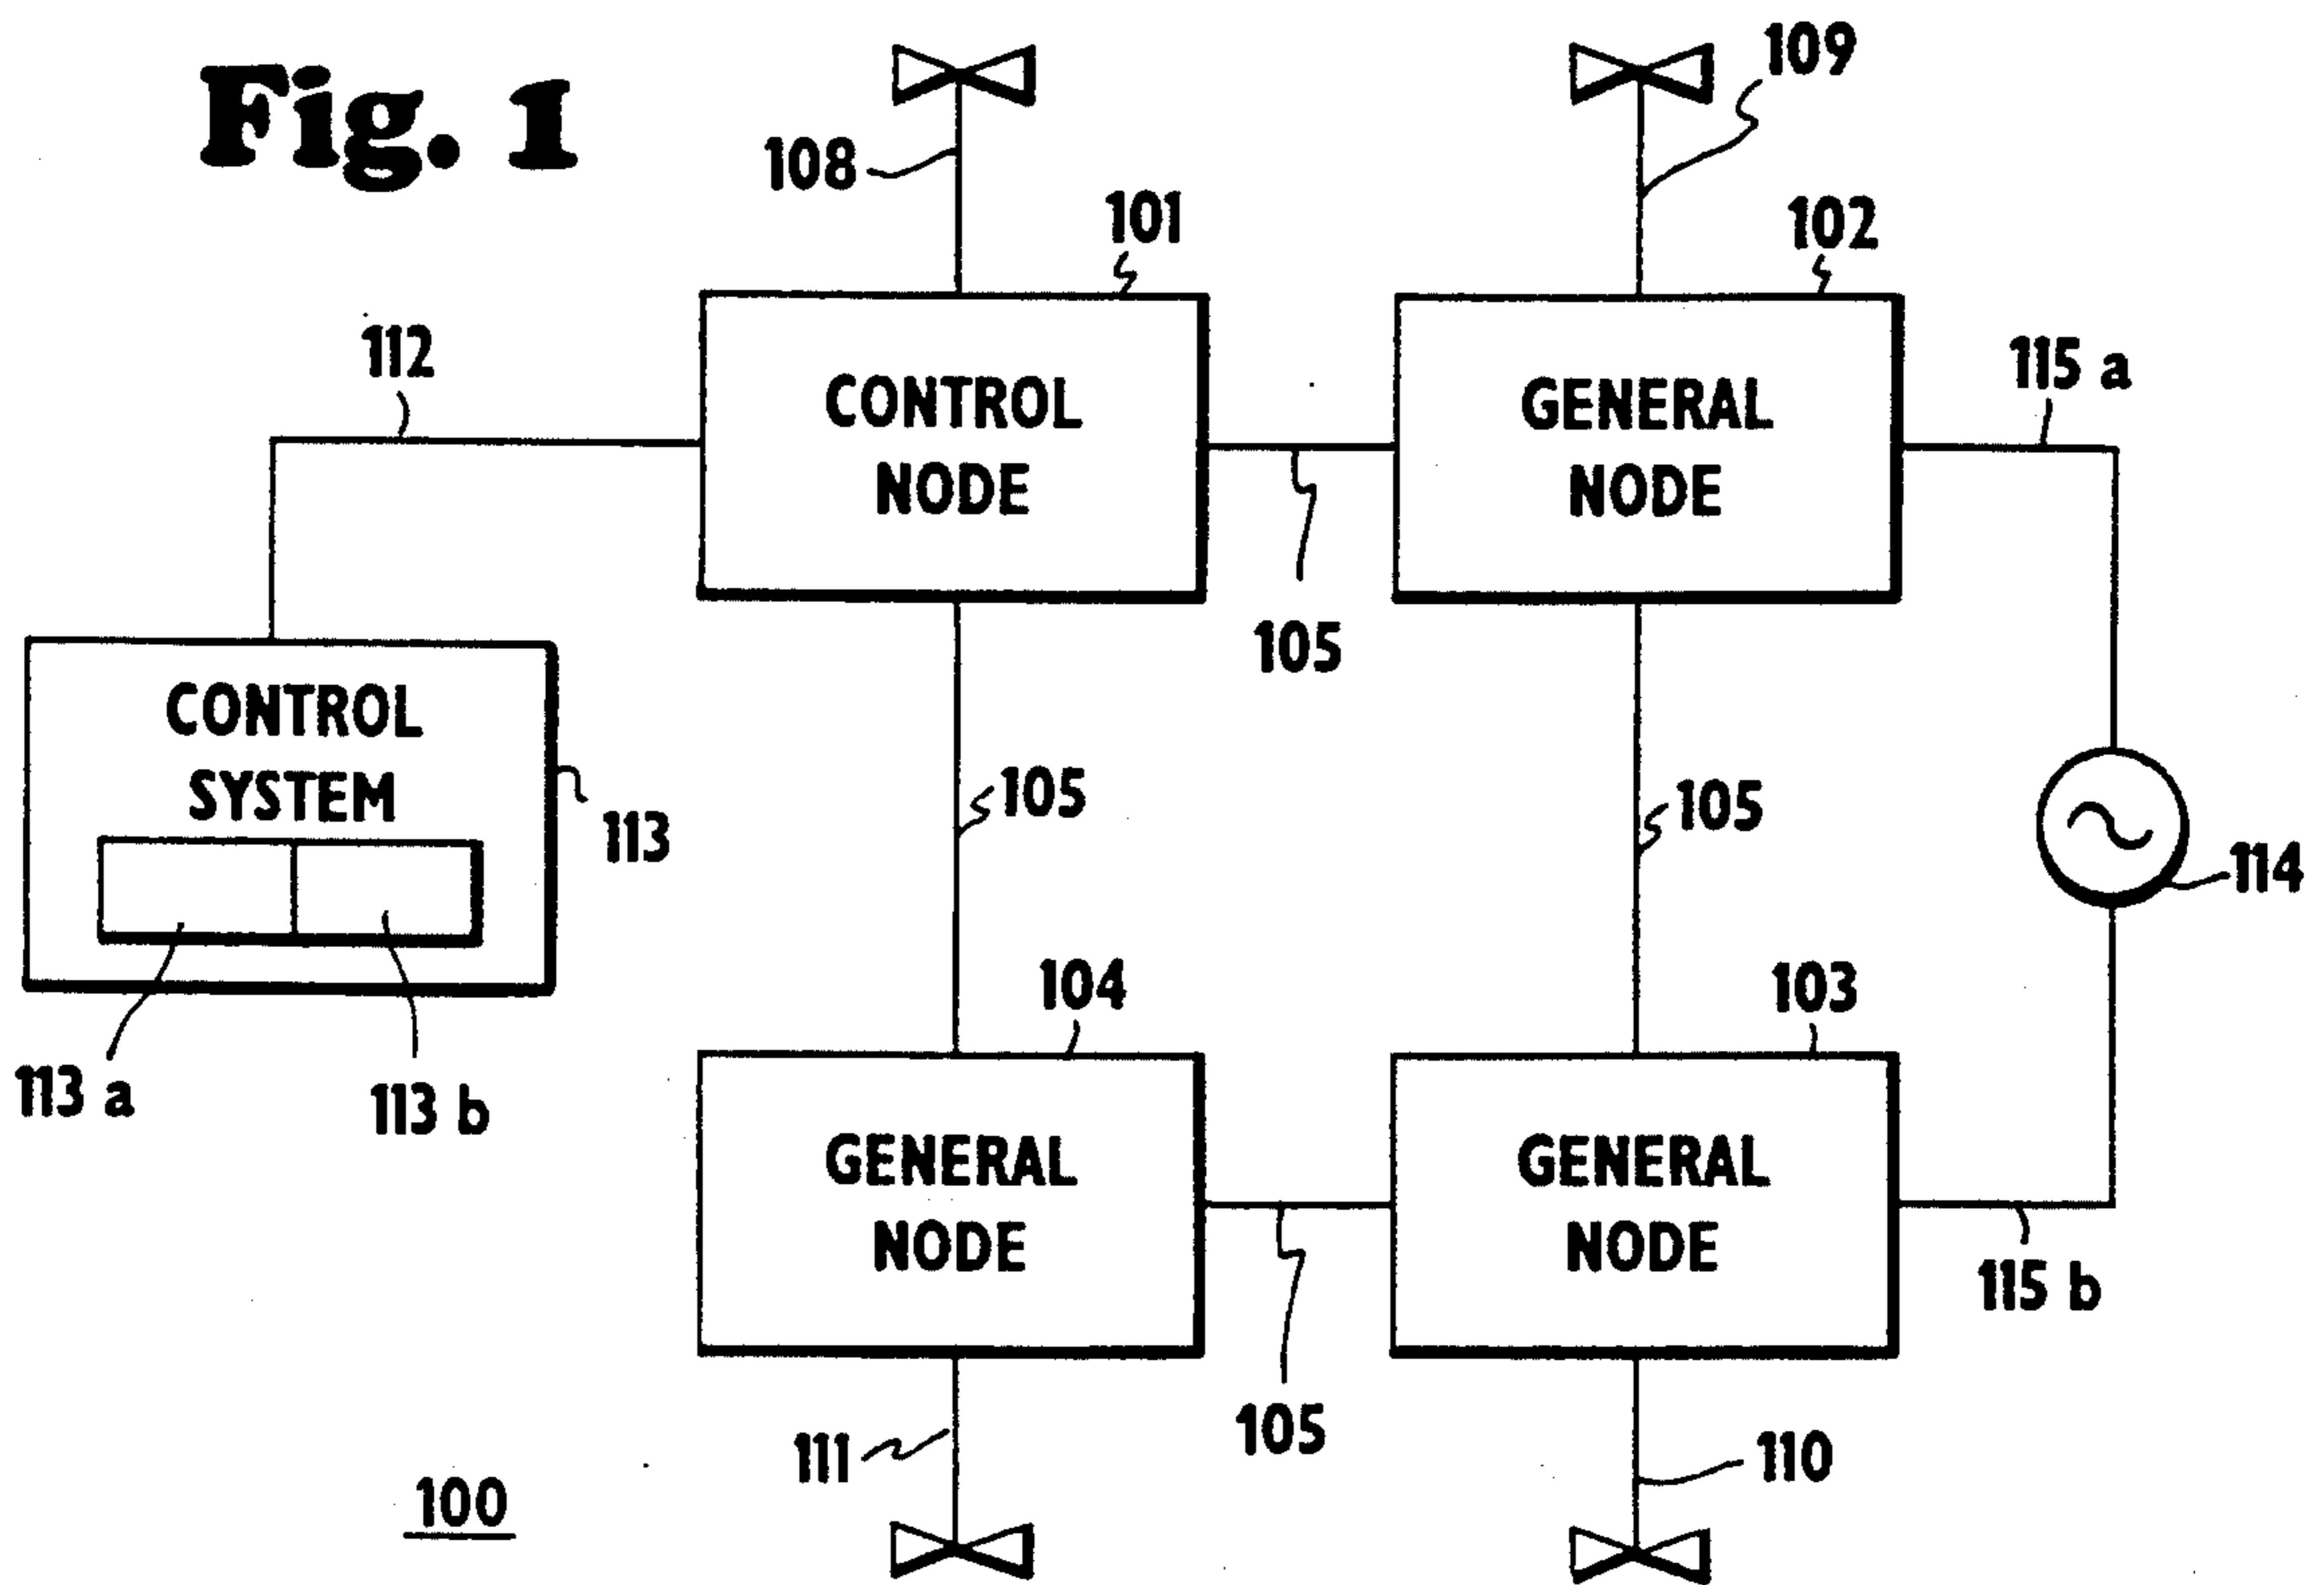 Fig. 1
109
108
101
102
112
115 a
CONTROL
NODE
GENERAL
NODE
105
CONTROL
SYSTEM
113
105
105
114
104
103
113 a
113 b
GENERAL
NODE
GENERAL
NODE
115 b
105
111
110
100